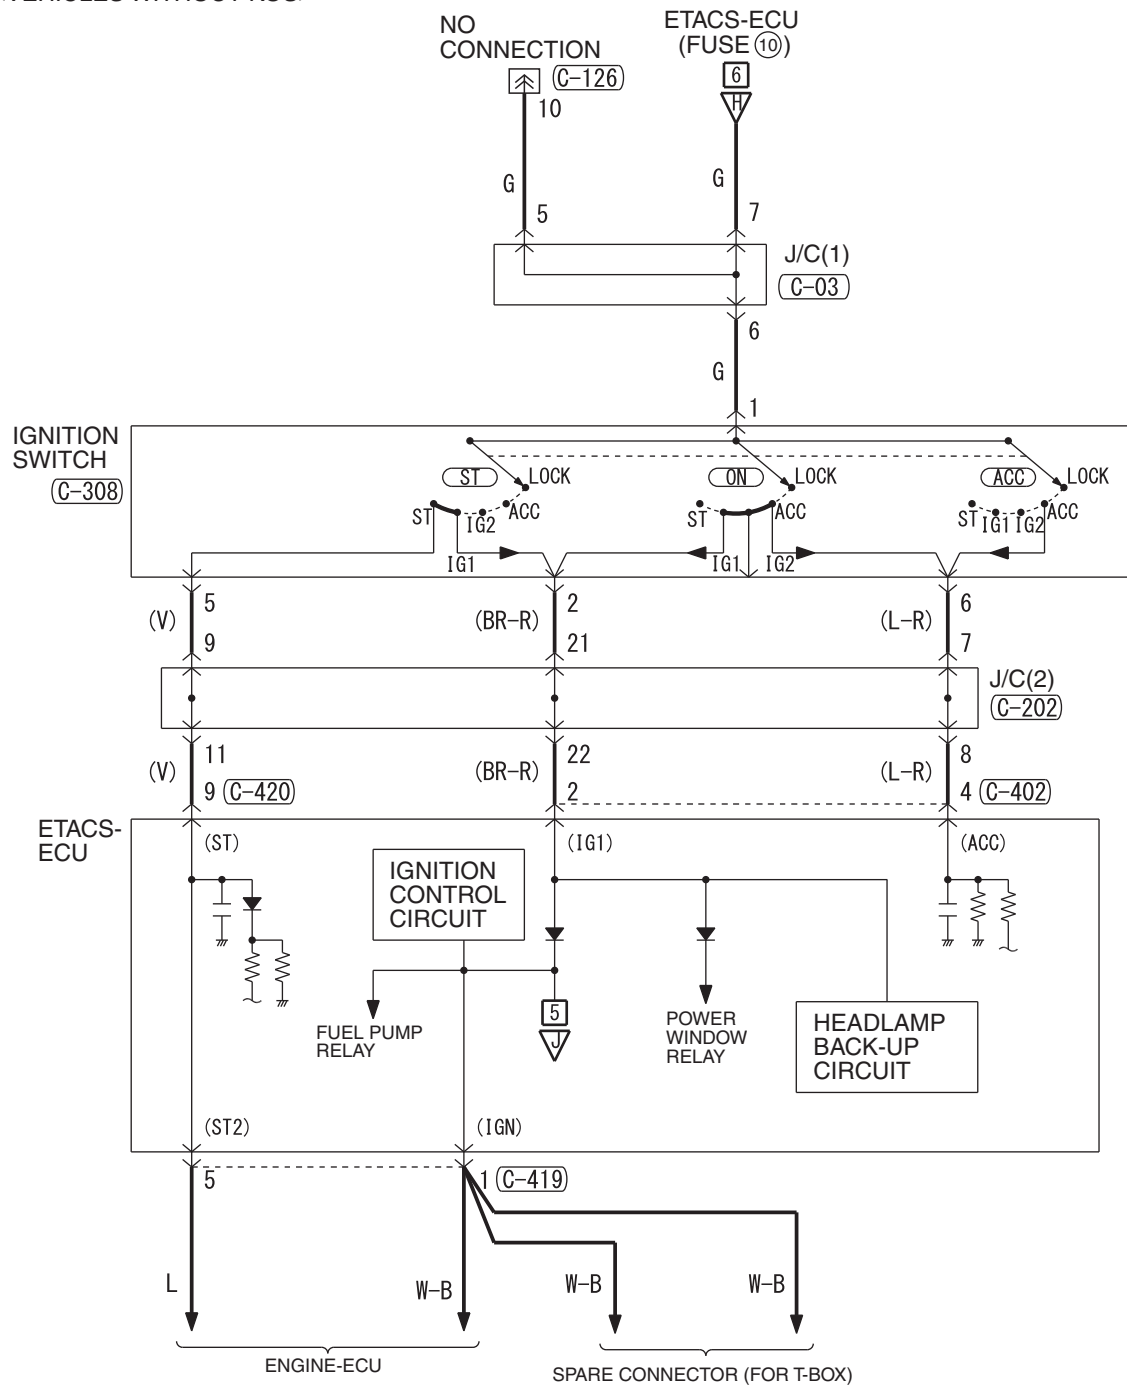 NO
CONNECTION
C-126
10
ETACS-ECU
(FUSE ⑩)
6
H
G
G
5
7
J/C(1)
C-03
6
G
1
IGNITION
SWITCH
C-308
ST
LOCK
ON
LOCK
ACC
LOCK
ST
IG1
IG2
ACC
ST
IG1
IG2
ACC
ST
IG1
IG2
ACC
5
2
6
(V)
(BR-R)
(L-R)
9
21
7
J/C(2)
C-202
11
22
8
(V)
(BR-R)
(L-R)
9
C-420
2
4
C-402
ETACS-
ECU
(ST)
(IG1)
(ACC)
IGNITION
CONTROL
CIRCUIT
FUEL PUMP
RELAY
5
J
POWER
WINDOW
RELAY
HEADLAMP
BACK-UP
CIRCUIT
(ST2)
(IGN)
5
1
C-419
L
W-B
W-B
W-B
ENGINE-ECU
SPARE CONNECTOR (FOR T-BOX)